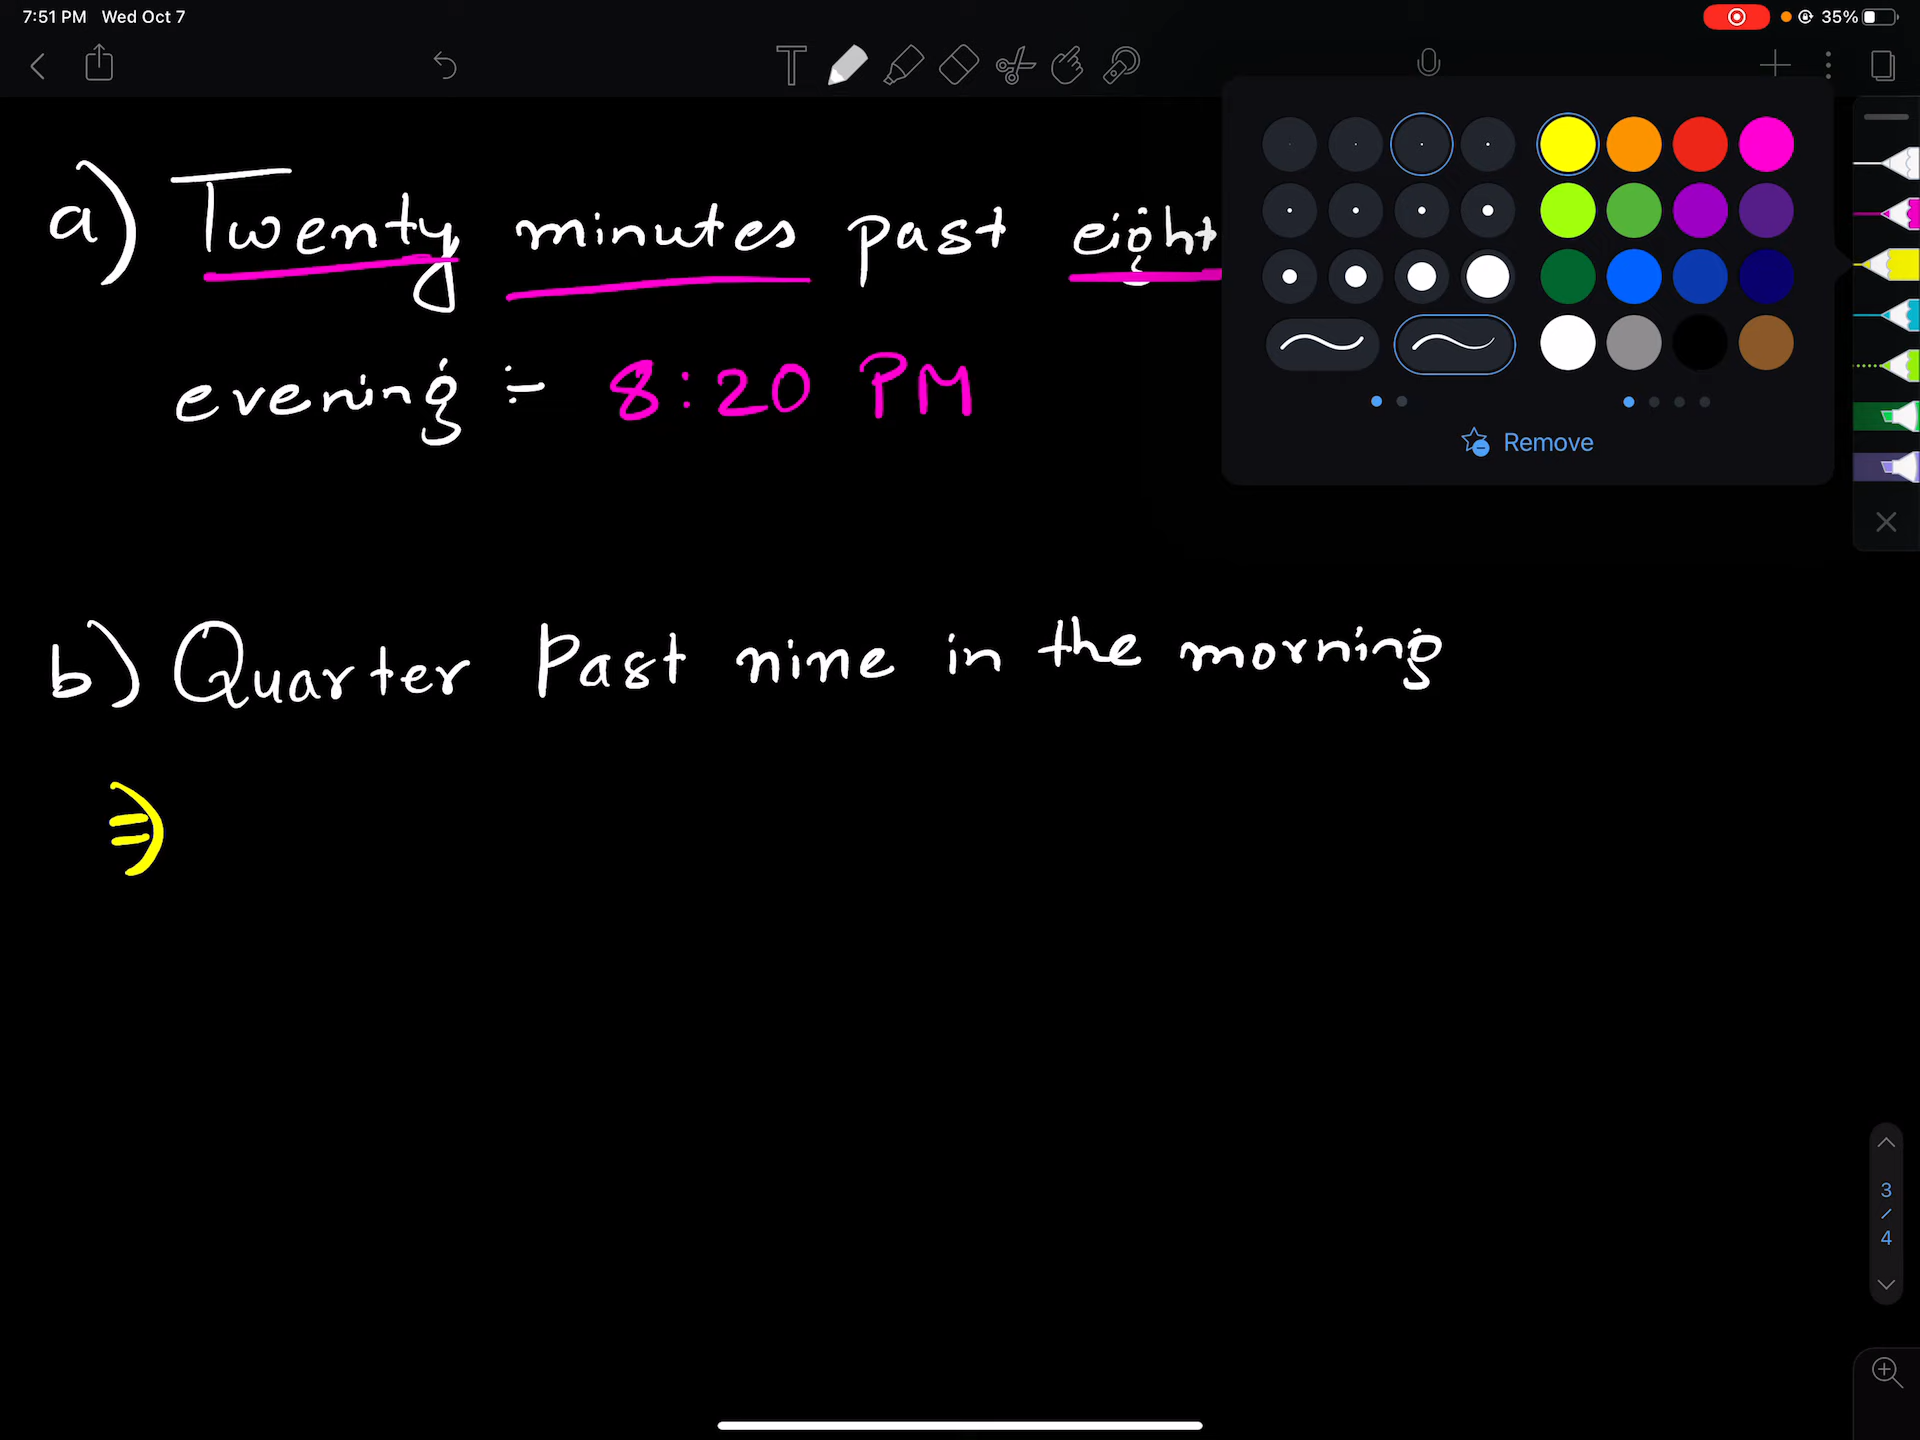 7:51 PM Wed Oct 7
35%
a) Twenty minutes past eight
evening :- 8:20 PM
Remove
b) Quarter Past nine in the morning
⇒
3
/
4